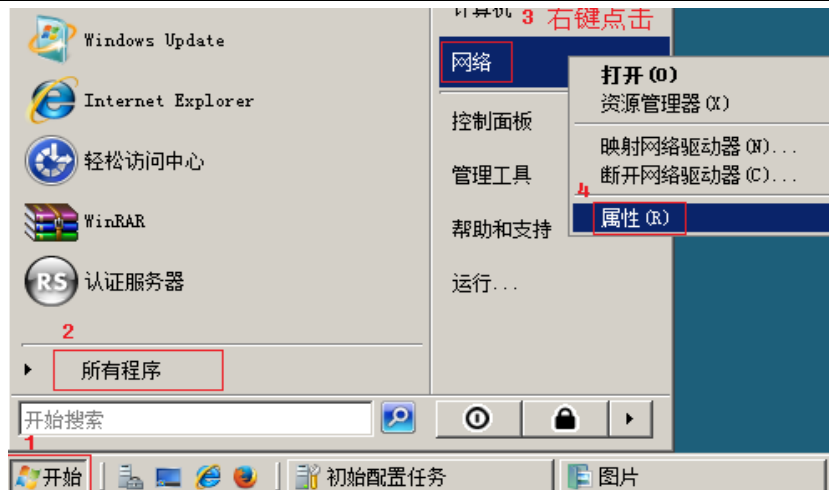 Windows Update
Internet Explorer
轻松访问中心
WinRAR
RS 认证服务器
2
所有程序
开始搜索
1
开始
初始配置任务
图片
计算机
3 右键点击
网络
控制面板
管理工具
帮助和支持
运行...
打开(O)
资源管理器(X)
映射网络驱动器(N)...
断开网络驱动器(C)...
4
属性(R)